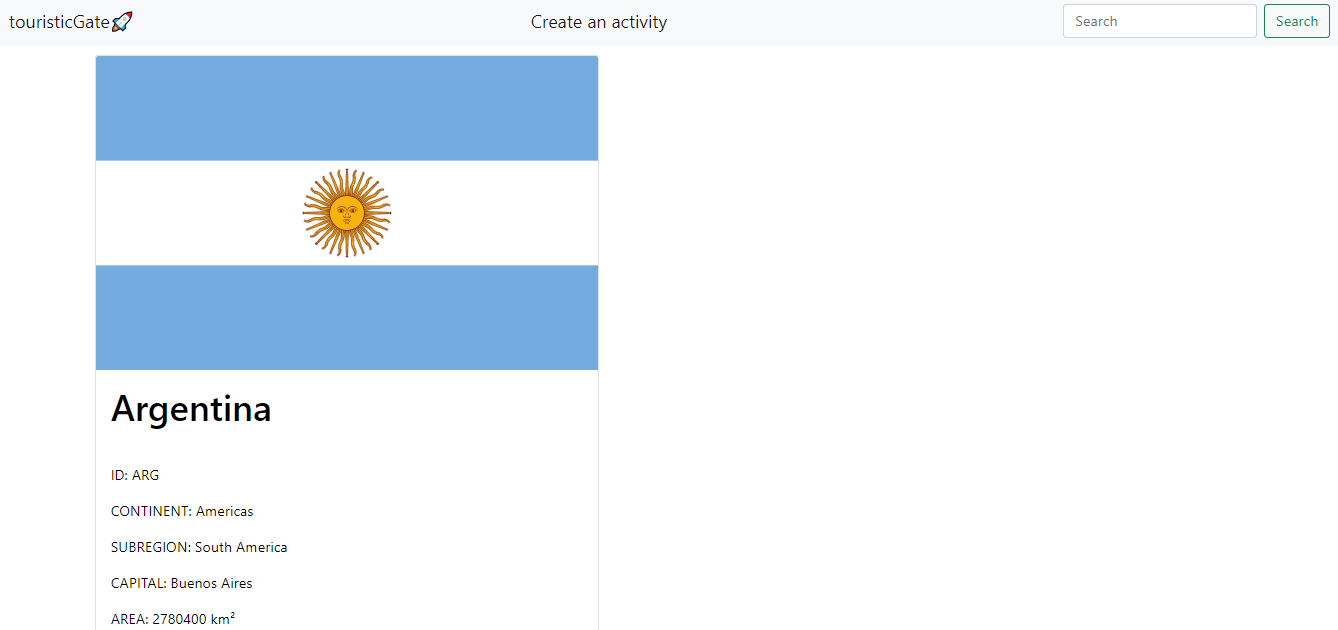 touristicGate🚀
Create an activity
Search
Search
Argentina
ID: ARG
CONTINENT: Americas
SUBREGION: South America
CAPITAL: Buenos Aires
AREA: 2780400 km²